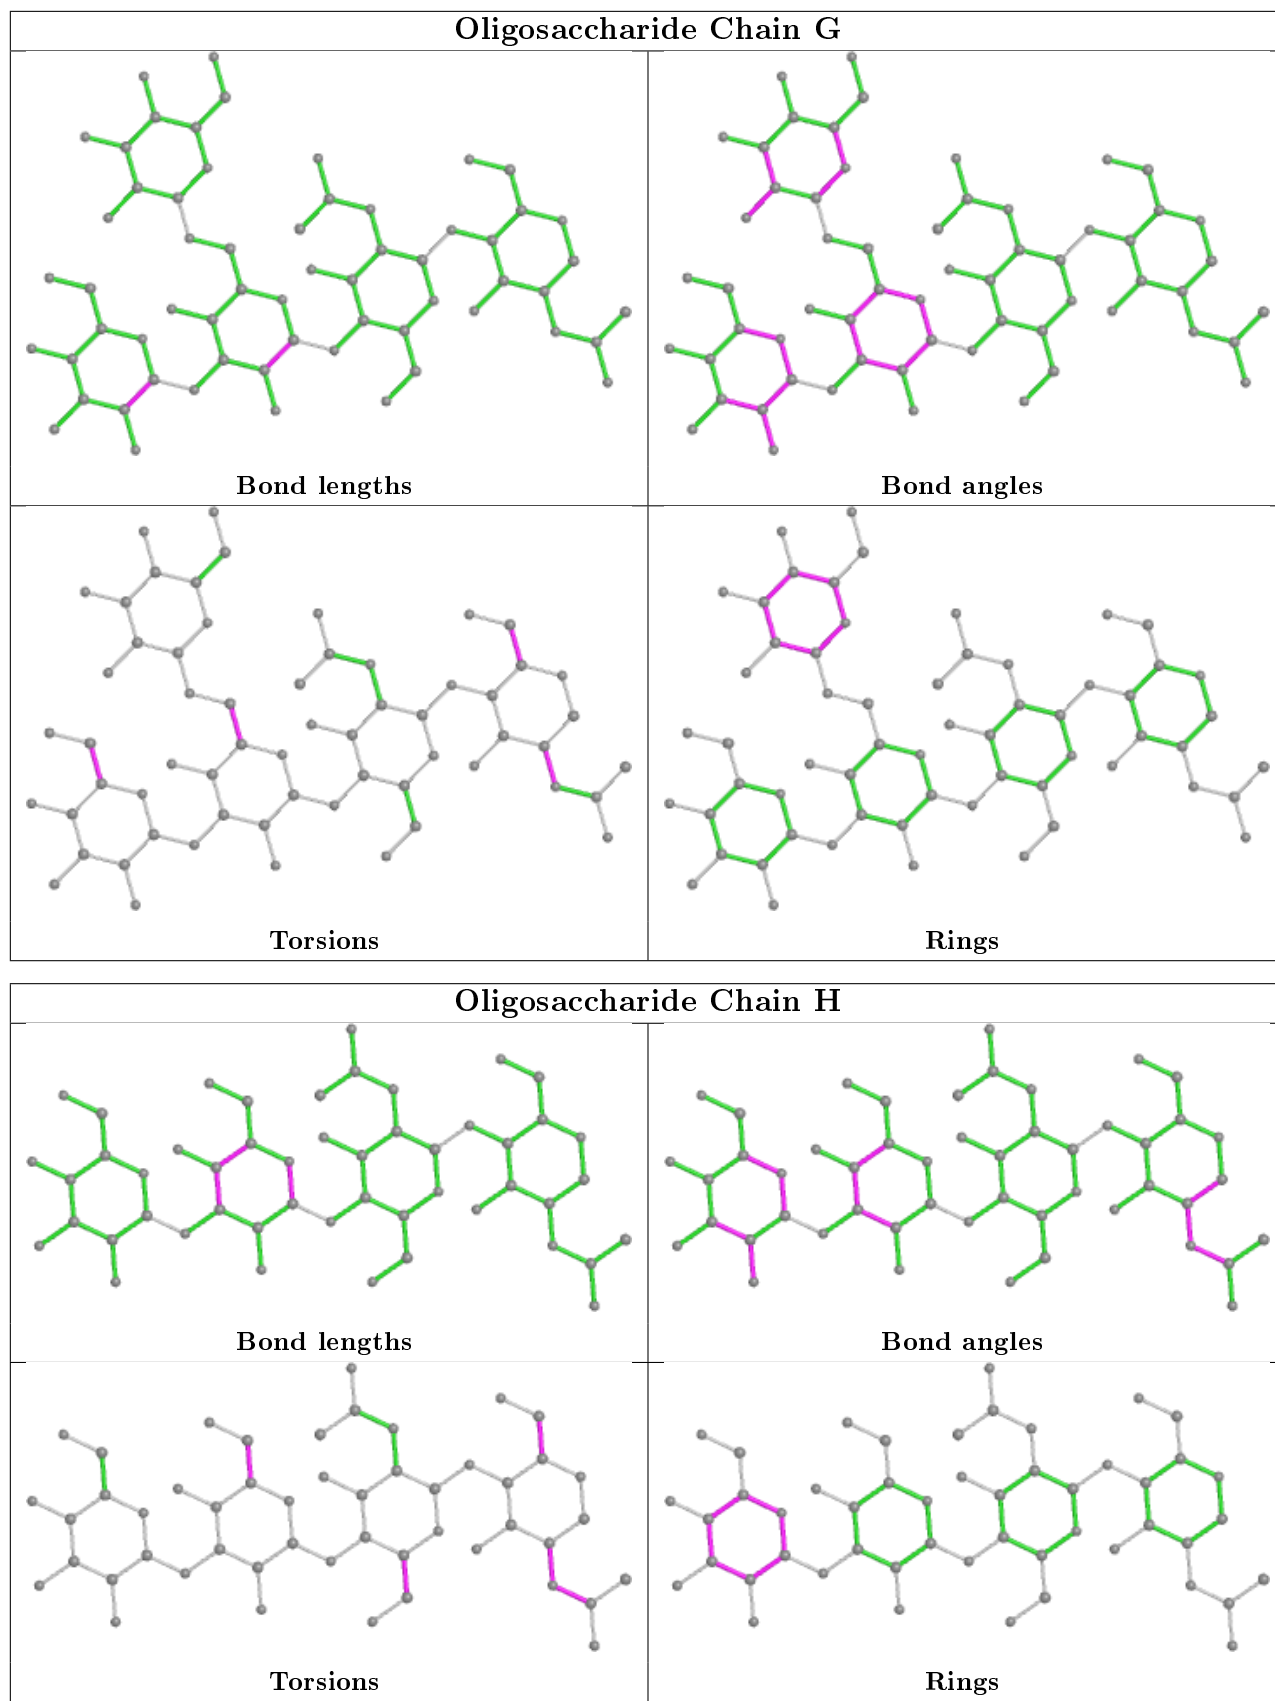 Oligosaccharide Chain G
Bond lengths
Bond angles
Torsions
Rings
Oligosaccharide Chain H
Bond lengths
Bond angles
Torsions
Rings